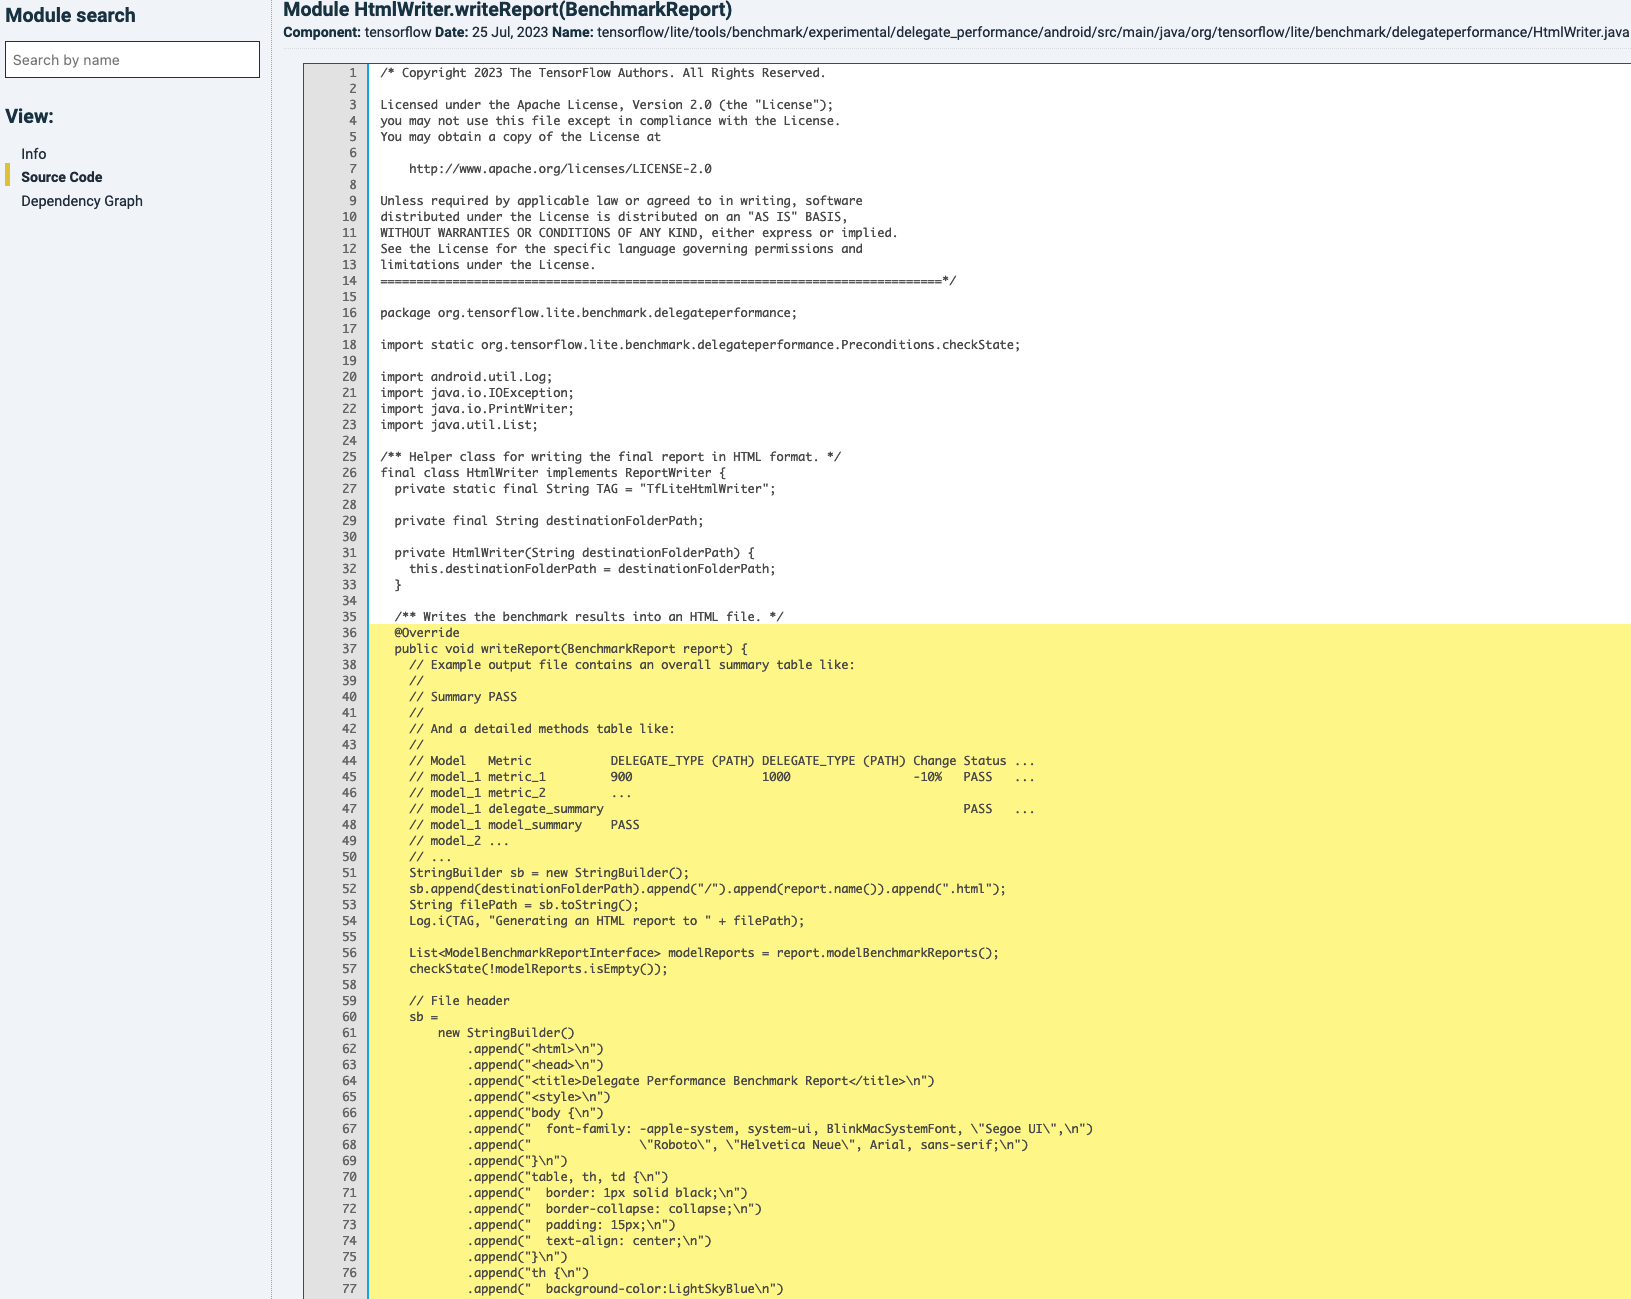 Module search
Search by name
View:
Info
Source Code
Dependency Graph
Module HtmlWriter.writeReport(BenchmarkReport)
Component: tensorflow Date: 25 Jul, 2023 Name: tensorflow/lite/tools/benchmark/experimental/delegate_performance/android/src/main/java/org/tensorflow/lite/benchmark/delegateperformance/HtmlWriter.java
1 /* Copyright 2023 The TensorFlow Authors. All Rights Reserved.
2
3 Licensed under the Apache License, Version 2.0 (the "License");
4 you may not use this file except in compliance with the License.
5 You may obtain a copy of the License at
6
7     http://www.apache.org/licenses/LICENSE-2.0
8
9 Unless required by applicable law or agreed to in writing, software
10 distributed under the License is distributed on an "AS IS" BASIS,
11 WITHOUT WARRANTIES OR CONDITIONS OF ANY KIND, either express or implied.
12 See the License for the specific language governing permissions and
13 limitations under the License.
14 ==============================================================================*/
15
16 package org.tensorflow.lite.benchmark.delegateperformance;
17
18 import static org.tensorflow.lite.benchmark.delegateperformance.Preconditions.checkState;
19
20 import android.util.Log;
21 import java.io.IOException;
22 import java.io.PrintWriter;
23 import java.util.List;
24
25 /** Helper class for writing the final report in HTML format. */
26 final class HtmlWriter implements ReportWriter {
27   private static final String TAG = "TfLiteHtmlWriter";
28
29   private final String destinationFolderPath;
30
31   private HtmlWriter(String destinationFolderPath) {
32     this.destinationFolderPath = destinationFolderPath;
33   }
34
35   /** Writes the benchmark results into an HTML file. */
36   @Override
37   public void writeReport(BenchmarkReport report) {
38     // Example output file contains an overall summary table like:
39     //
40     // Summary PASS
41     //
42     // And a detailed methods table like:
43     //
44     // Model   Metric           DELEGATE_TYPE (PATH) DELEGATE_TYPE (PATH) Change Status ...
45     // model_1 metric_1         900                  1000                 -10%   PASS   ...
46     // model_1 metric_2         ...
47     // model_1 delegate_summary                                                  PASS   ...
48     // model_1 model_summary    PASS
49     // model_2 ...
50     // ...
51     StringBuilder sb = new StringBuilder();
52     sb.append(destinationFolderPath).append("/").append(report.name()).append(".html");
53     String filePath = sb.toString();
54     Log.i(TAG, "Generating an HTML report to " + filePath);
55
56     List<ModelBenchmarkReportInterface> modelReports = report.modelBenchmarkReports();
57     checkState(!modelReports.isEmpty());
58
59     // File header
60     sb =
61         new StringBuilder()
62             .append("<html>\n")
63             .append("<head>\n")
64             .append("<title>Delegate Performance Benchmark Report</title>\n")
65             .append("<style>\n")
66             .append("body {\n")
67             .append("  font-family: -apple-system, system-ui, BlinkMacSystemFont, \"Segoe UI\",\n")
68             .append("               \"Roboto\", \"Helvetica Neue\", Arial, sans-serif;\n")
69             .append("}\n")
70             .append("table, th, td {\n")
71             .append("  border: 1px solid black;\n")
72             .append("  border-collapse: collapse;\n")
73             .append("  padding: 15px;\n")
74             .append("  text-align: center;\n")
75             .append("}\n")
76             .append("th {\n")
77             .append("  background-color:LightSkyBlue\n")